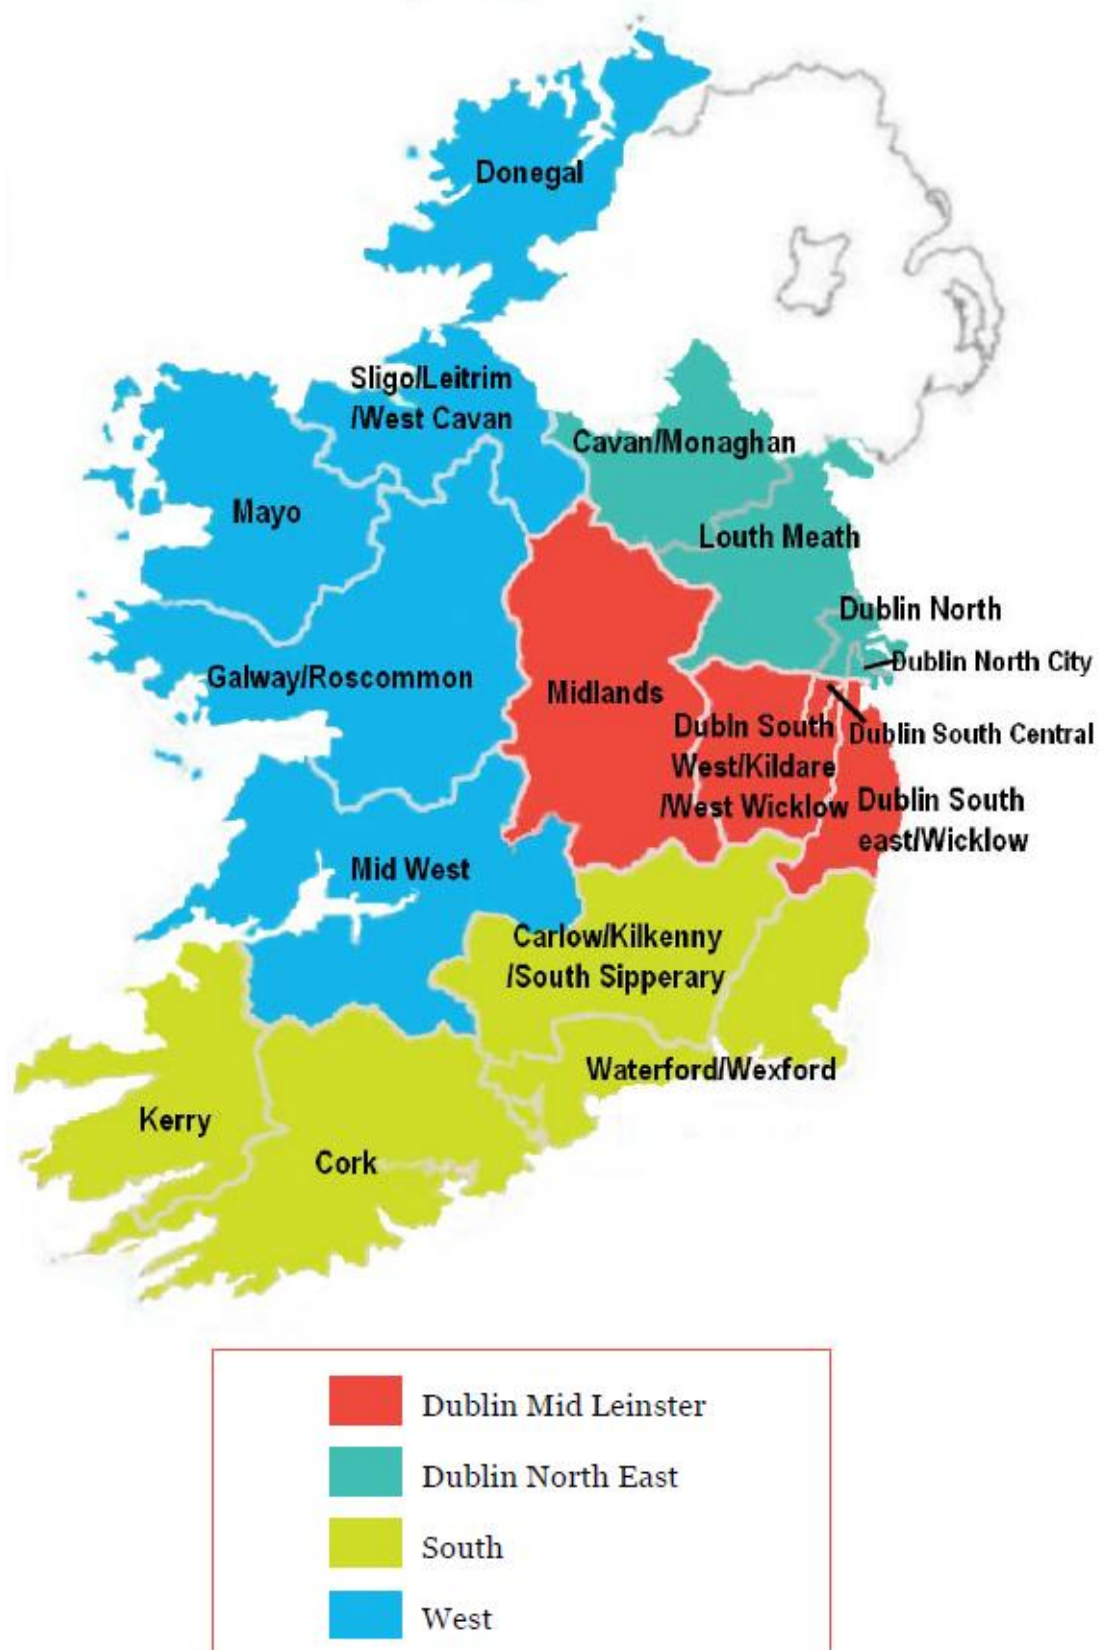 Donegal
Sligo/Leitrim
/West Cavan
Cavan/Monaghan
Mayo
Louth Meath
Dublin North
Dublin North City
Galway/Roscommon
Midlands
Dubln South
West/Kildare
/West Wicklow
Dublin South Central
Dublin South
east/Wicklow
Mid West
Carlow/Kilkenny
/South Sipperary
Waterford/Wexford
Kerry
Cork
Dublin Mid Leinster
Dublin North East
South
West